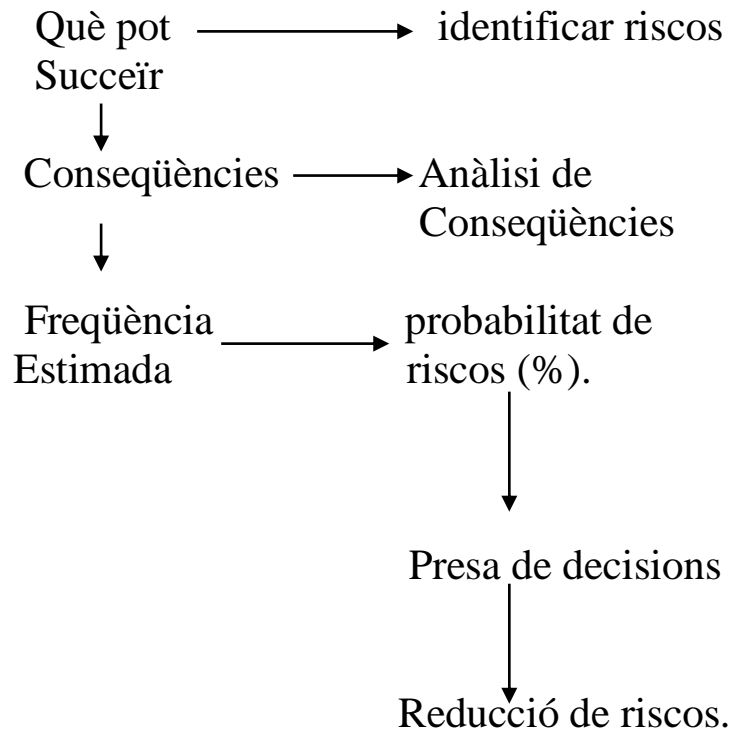 Què pot
Succeïr
identificar riscos
Conseqüències
Anàlisi de
Conseqüències
Freqüència
Estimada
probabilitat de
riscos (%).
Presa de decisions
Reducció de riscos.